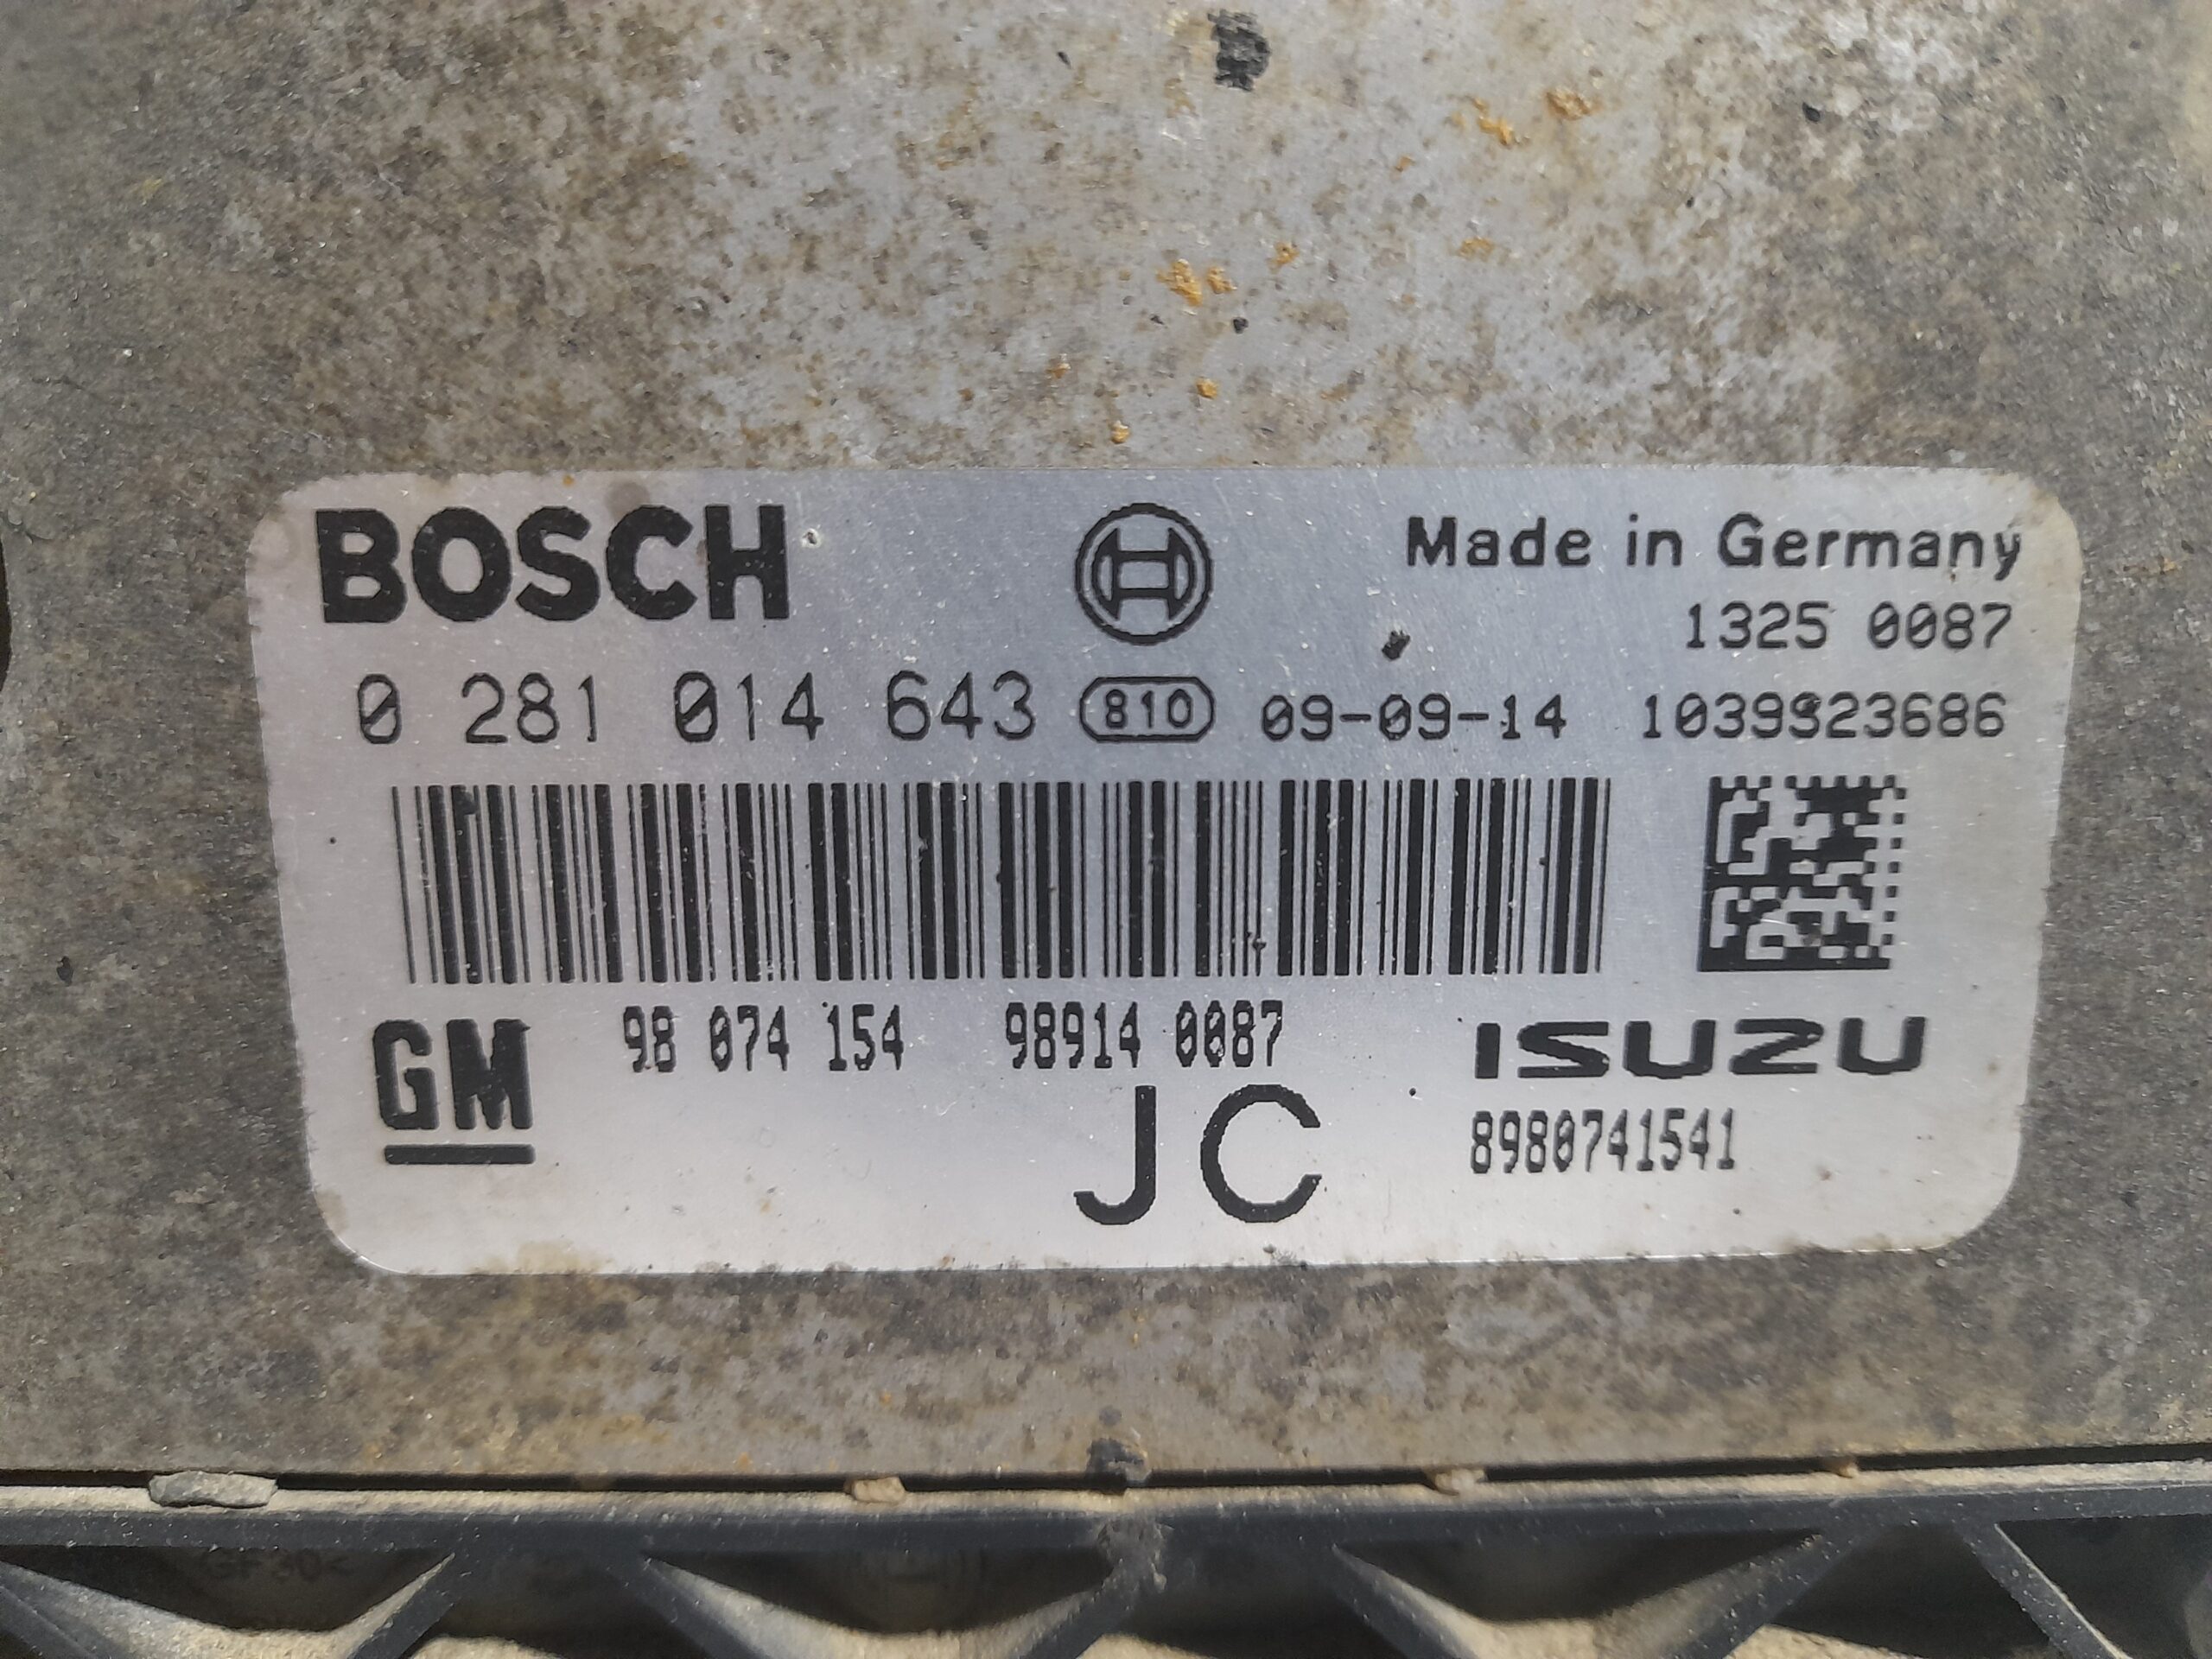 BOSCH Made in Germany
1325 0087
0 281 014 643 810 09-09-14 1039S23686
GM 98 074 154 98914 0087 ISUZU
JC 8980741541
GF30<